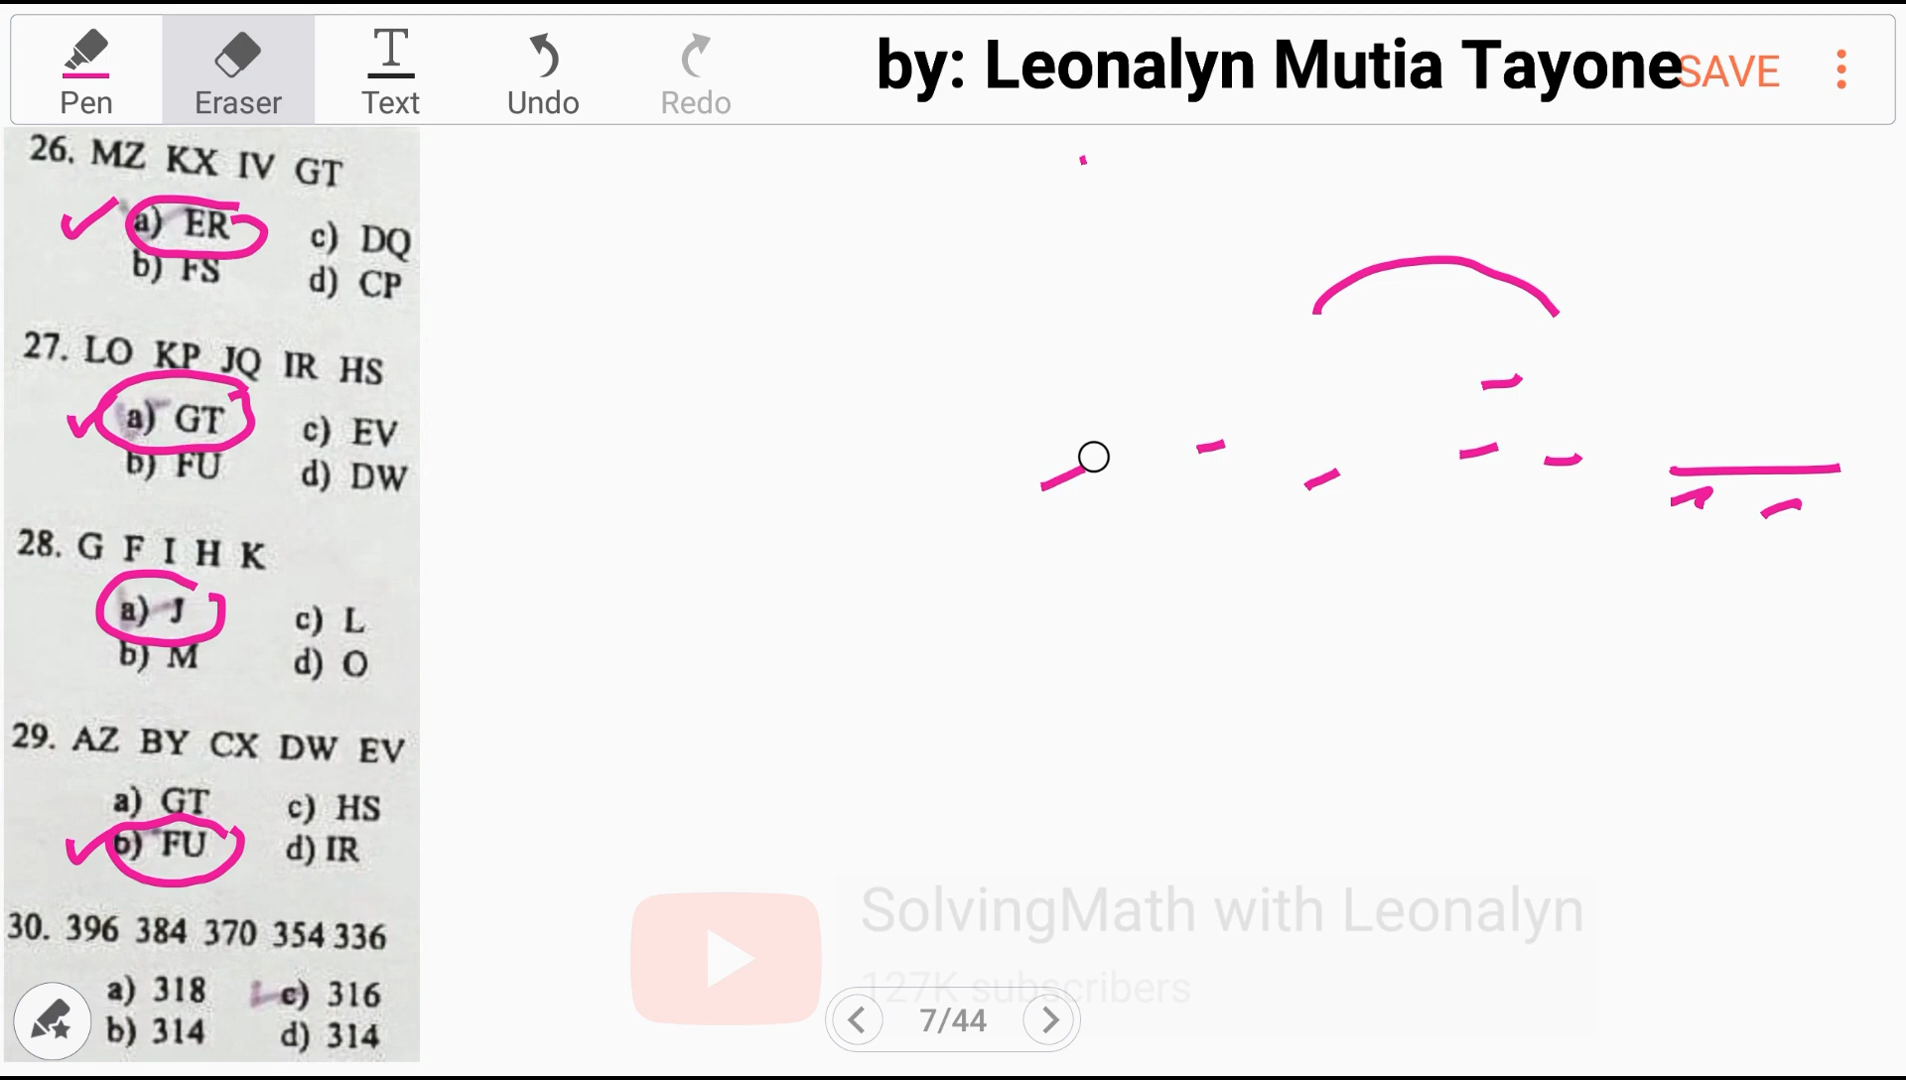 Pen Eraser Text Undo Redo by: Leonalyn Mutia Tayone SAVE
26. MZ KX IV GT
a) ER c) DQ
b) FS d) CP
27. LO KP JQ IR HS
a) GT c) EV
b) FU d) DW
28. G F I H K
a) J c) L
b) M d) O
29. AZ BY CX DW EV
a) GT c) HS
b) FU d) IR
30. 396 384 370 354 336
a) 318 c) 316
b) 314 d) 314
SolvingMath with Leonalyn
127K subscribers
7/44